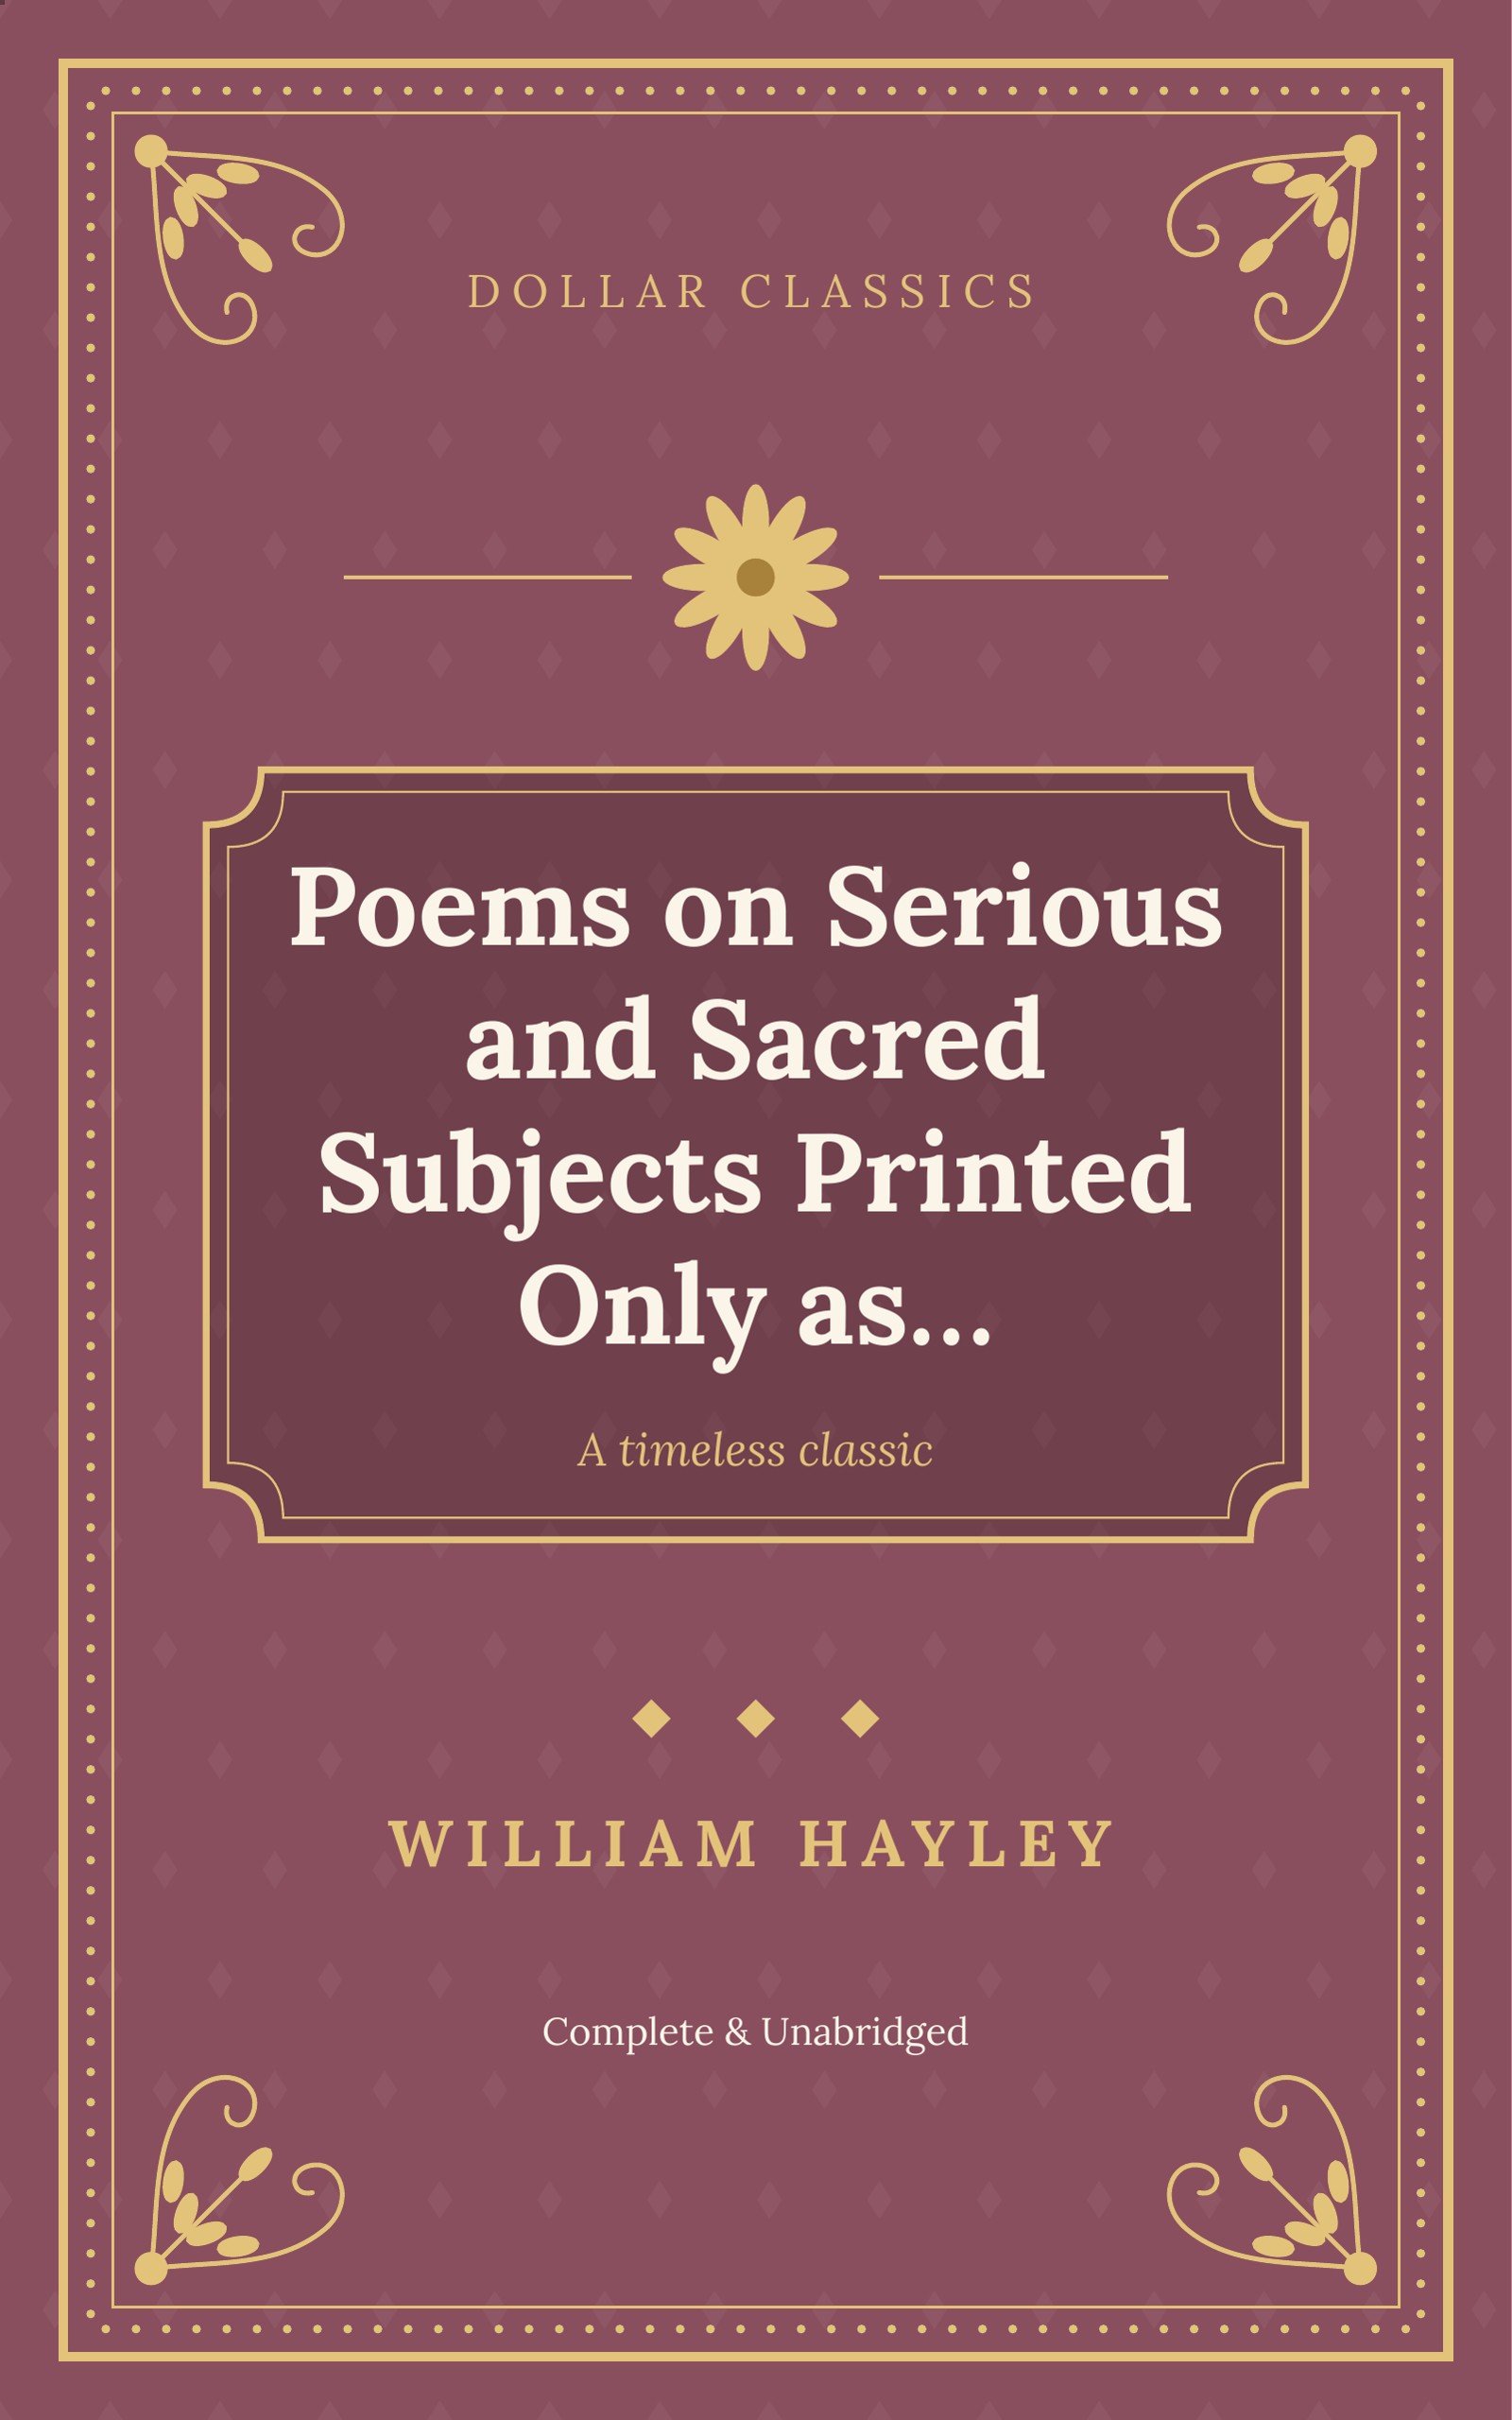 DOLLAR CLASSICS
Poems on Serious
and Sacred
Subjects Printed
Only as...
A timeless classic
WILLIAM HAYLEY
Complete & Unabridged